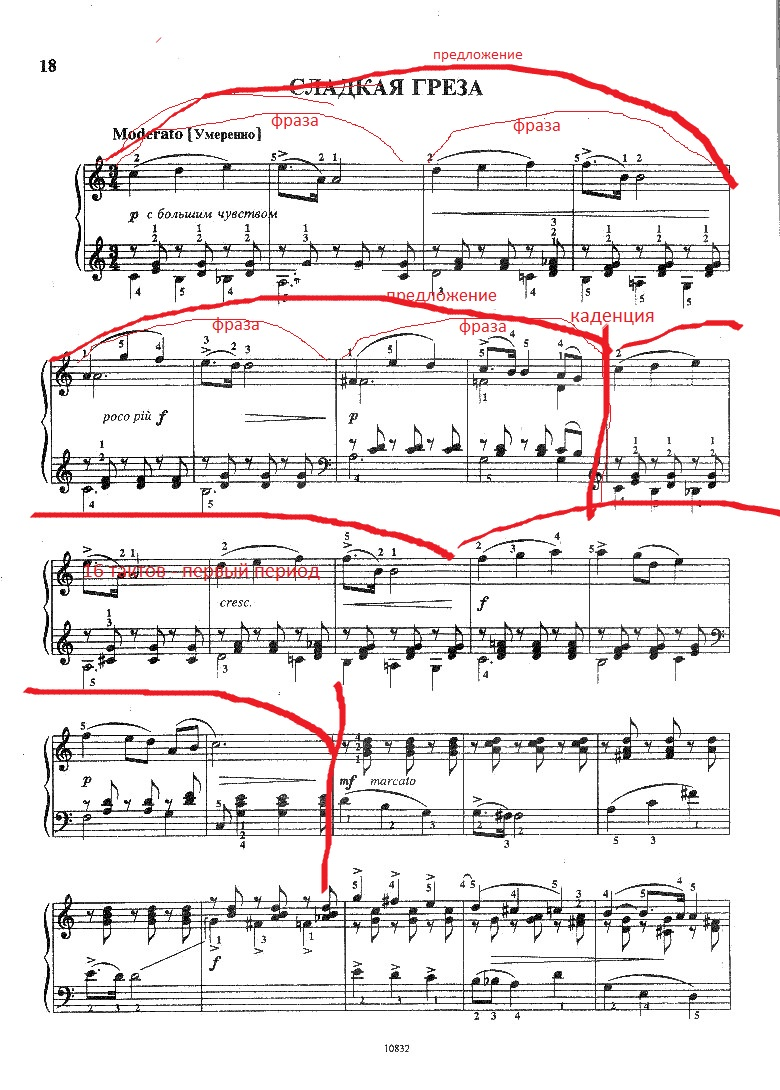 предложение
18
СЛАДКАЯ ГРЕЗА
фраза
фраза
Moderato [Умеренно]
p с большим чувством
предложение
каденция
фраза
фраза
poco più f
p
16 тактов - первый период
cresc.
f
p
mf marcato
f
10832